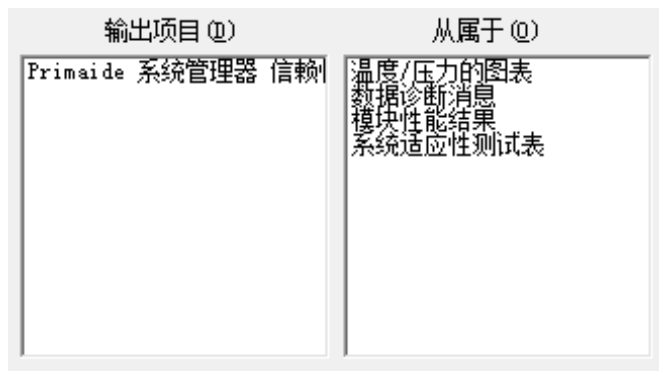 输出项目(D)
从属于(O)
Primaide 系统管理器 信赖
温度/压力的图表
数据诊断消息
模块性能结果
系统适应性测试表